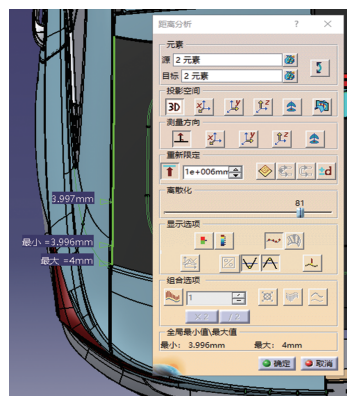 距离分析
元素
源 2 元素
目标 2 元素
投影空间
3D
测量方向
重新限定
1e+006mm
±d
离散化
81
显示选项
组合选项
1
全局最小值\最大值
最小: 3.996mm 最大: 4mm
确定 取消
3.997mm
最小 =3.996mm
最大 =4mm